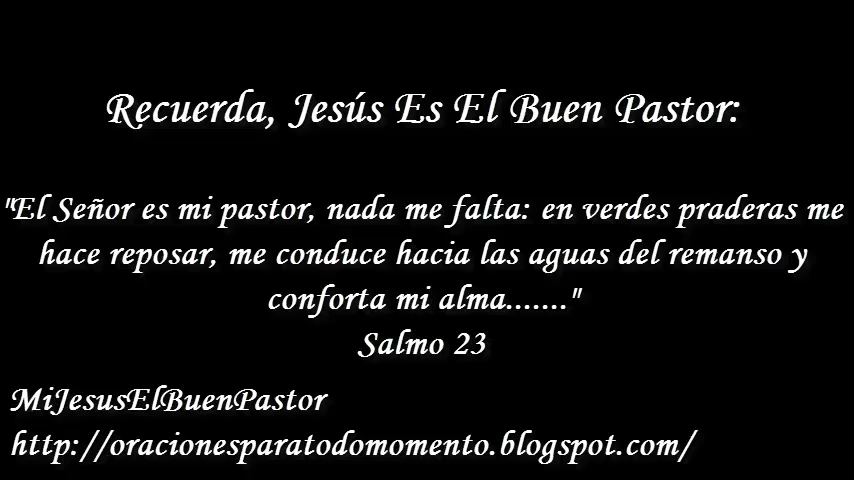 Recuerda, Jesús Es El Buen Pastor:
"El Señor es mi pastor, nada me falta: en verdes praderas me
hace reposar, me conduce hacia las aguas del remanso y
conforta mi alma......."
Salmo 23
MiJesusElBuenPastor
http://oracionesparatodomomento.blogspot.com/